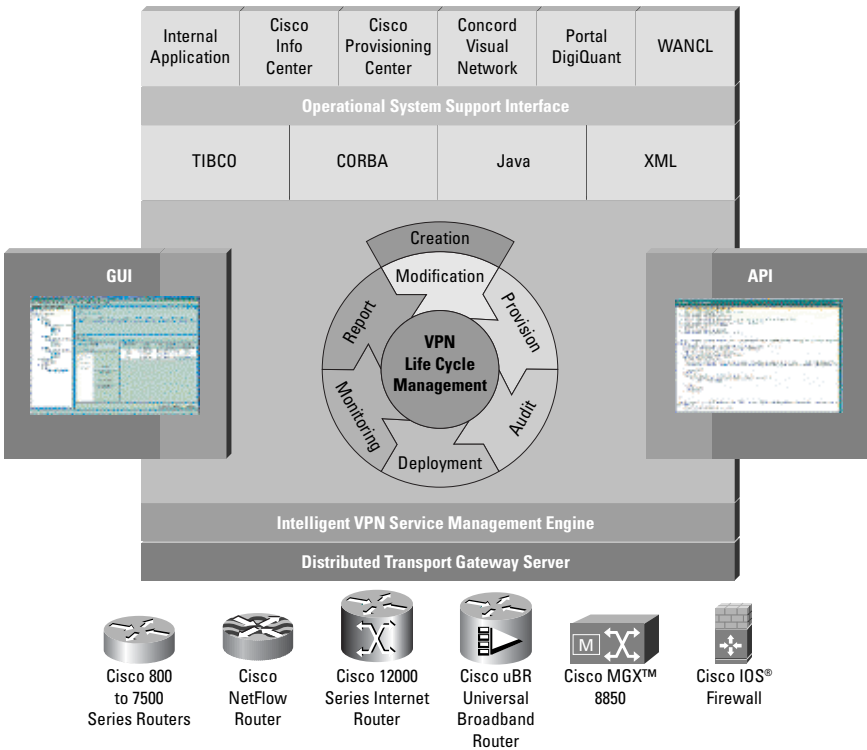 Internal
Application
Cisco
Info
Center
Cisco
Provisioning
Center
Concord
Visual
Network
Portal
DigiQuant
WANCL
Operational System Support Interface
TIBCO
CORBA
Java
XML
GUI
API
Creation
Modification
Provision
Audit
Deployment
Monitoring
Report
VPN
Life Cycle
Management
Intelligent VPN Service Management Engine
Distributed Transport Gateway Server
M
Cisco 800
to 7500
Series Routers
Cisco
NetFlow
Router
Cisco 12000
Series Internet
Router
Cisco uBR
Universal
Broadband
Router
Cisco MGX™
8850
Cisco IOS®
Firewall